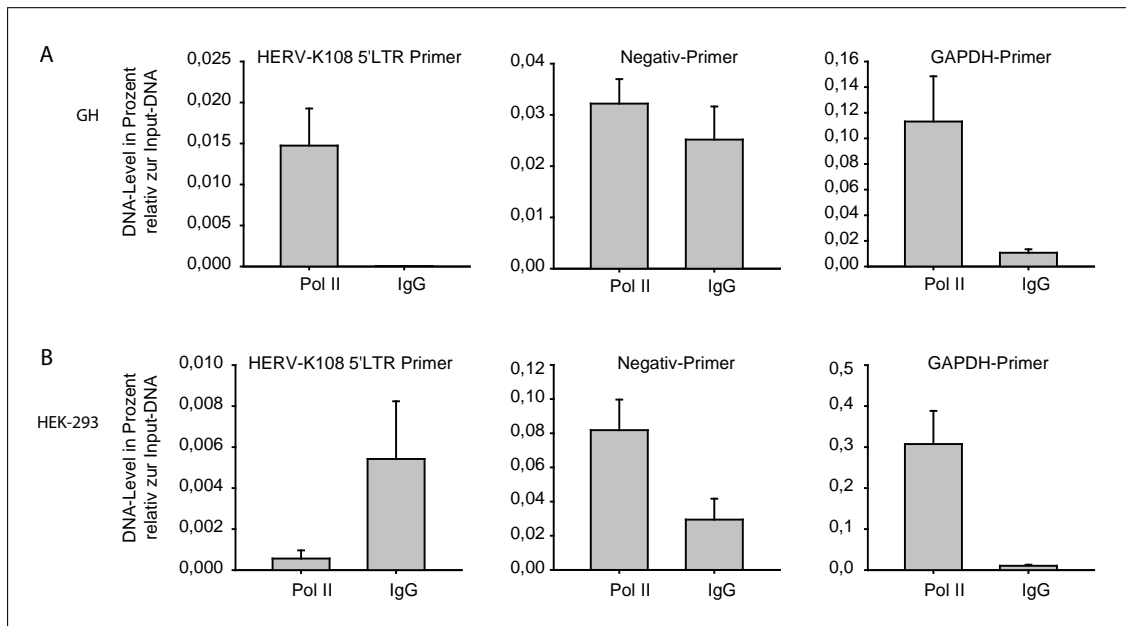 A
GH
DNA-Level in Prozent
relativ zur Input-DNA
HERV-K108 5'LTR Primer
0,025
0,020
0,015
0,010
0,005
0,000
Pol II IgG
Negativ-Primer
0,04
0,03
0,02
0,01
0,00
Pol II IgG
GAPDH-Primer
0,16
0,14
0,12
0,10
0,08
0,06
0,04
0,02
0,00
Pol II IgG
B
HEK-293
DNA-Level in Prozent
relativ zur Input-DNA
HERV-K108 5'LTR Primer
0,010
0,008
0,006
0,004
0,002
0,000
Pol II IgG
Negativ-Primer
0,12
0,10
0,08
0,06
0,04
0,02
0,00
Pol II IgG
GAPDH-Primer
0,5
0,4
0,3
0,2
0,1
0,0
Pol II IgG